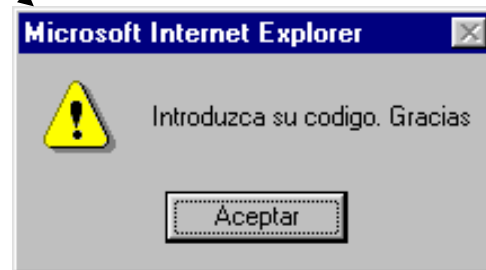 Microsoft Internet Explorer
Introduzca su codigo. Gracias
Aceptar